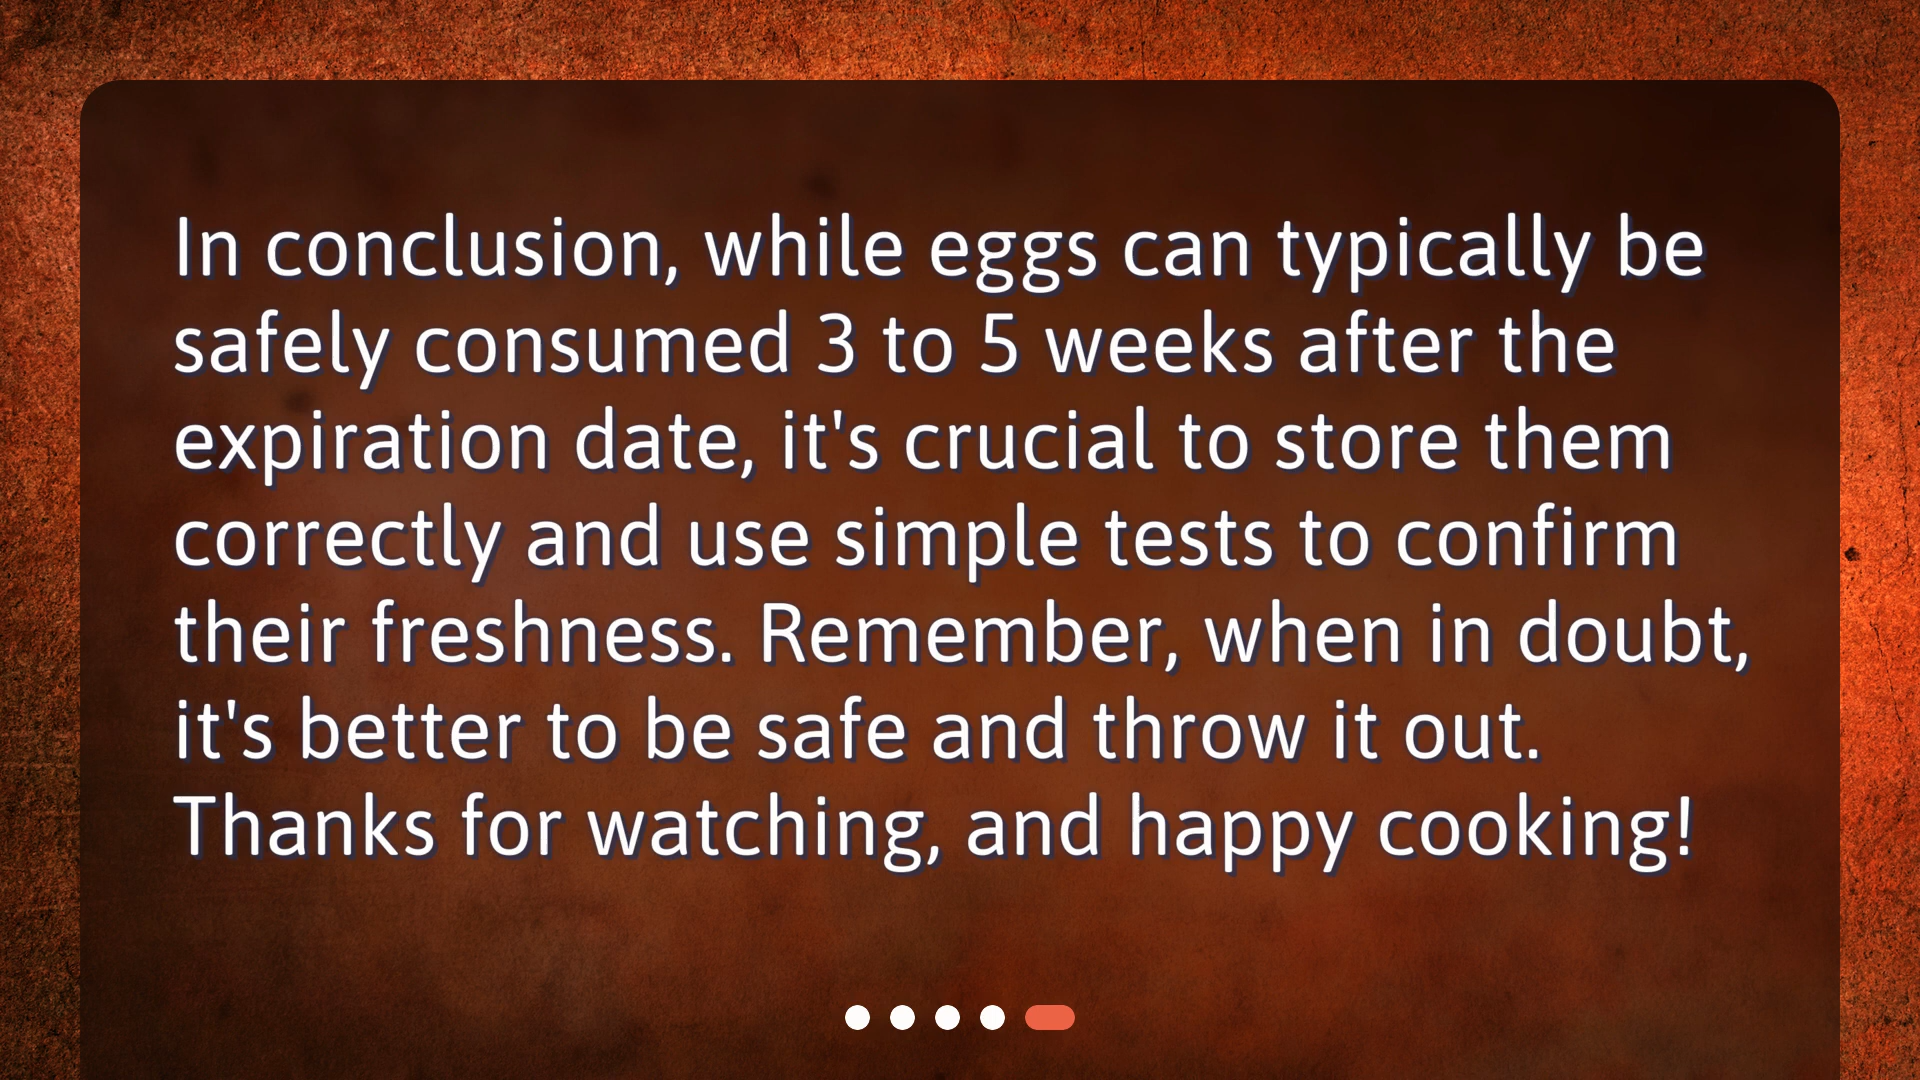 In conclusion, while eggs can typically be
safely consumed 3 to 5 weeks after the
expiration date, it's crucial to store them
correctly and use simple tests to confirm
their freshness. Remember, when in doubt,
it's better to be safe and throw it out.
Thanks for watching, and happy cooking!